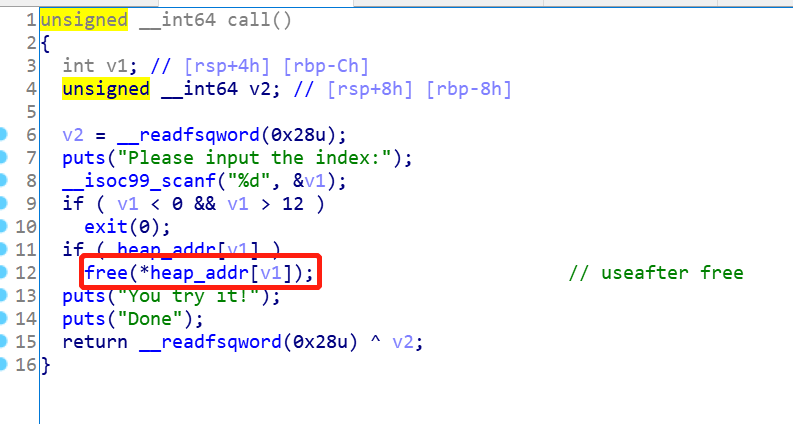 1 unsigned __int64 call()
2 {
3 int v1; // [rsp+4h] [rbp-Ch]
4 unsigned __int64 v2; // [rsp+8h] [rbp-8h]
5
6 v2 = __readfsqword(0x28u);
7 puts("Please input the index:");
8 __isoc99_scanf("%d", &v1);
9 if ( v1 < 0 && v1 > 12 )
10 exit(0);
11 if ( heap_addr[v1] )
12 free(*heap_addr[v1]); // useafter free
13 puts("You try it!");
14 puts("Done");
15 return __readfsqword(0x28u) ^ v2;
16 }